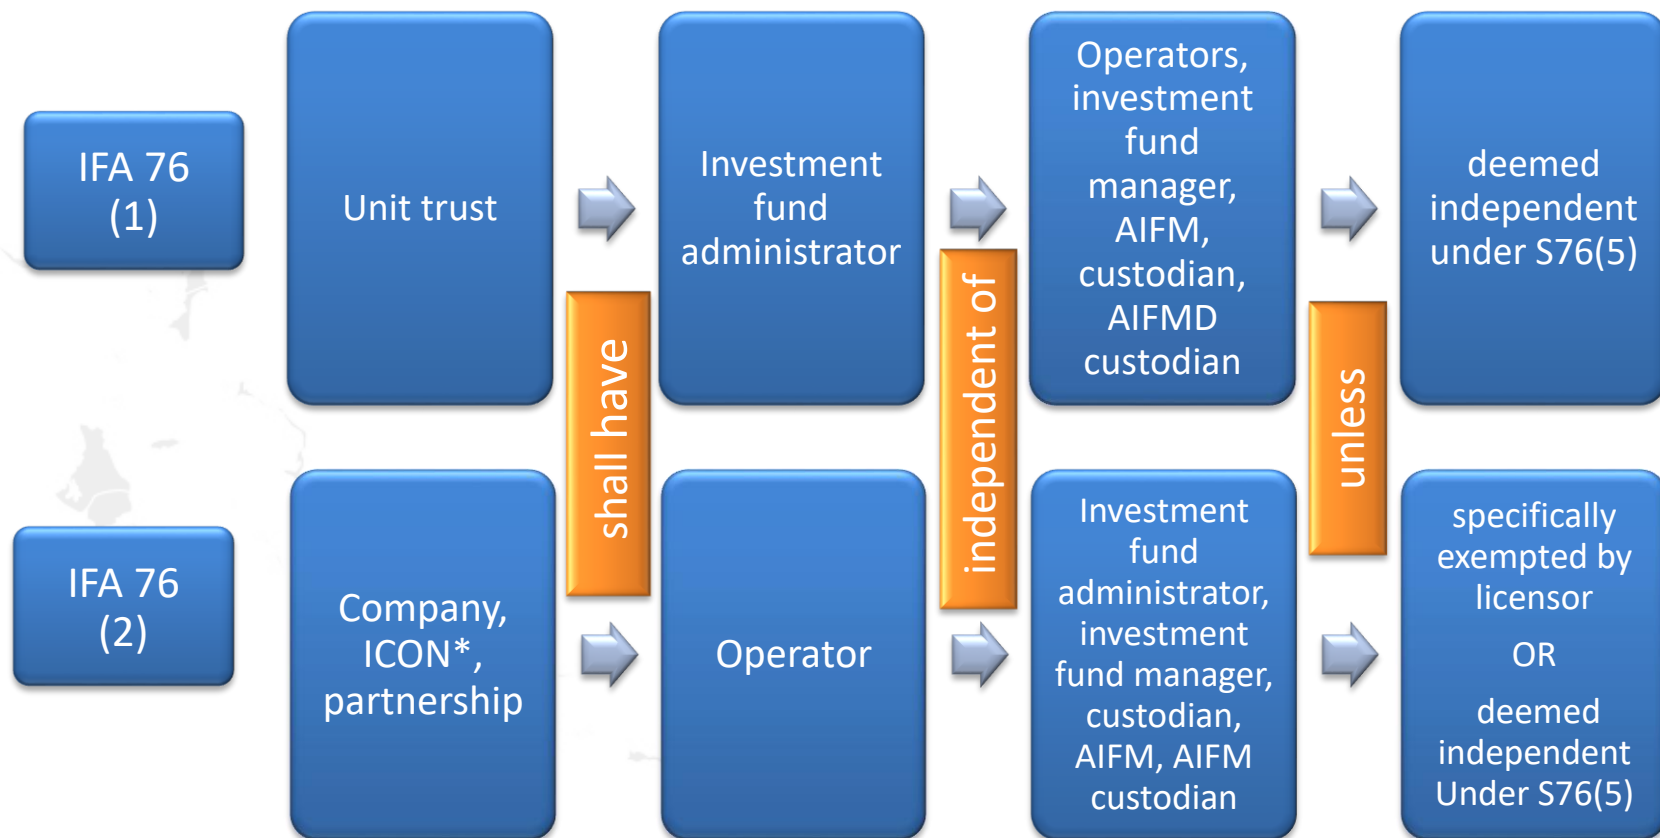 IFA 76
(1)
Unit trust
shall have
Investment
fund
administrator
independent of
Operators,
investment
fund
manager,
AIFM,
custodian,
AIFMD
custodian
unless
deemed
independent
under S76(5)
IFA 76
(2)
Company,
ICON*,
partnership
Operator
Investment
fund
administrator,
investment
fund manager,
custodian,
AIFM, AIFM
custodian
specifically
exempted by
licensor
OR
deemed
independent
Under S76(5)